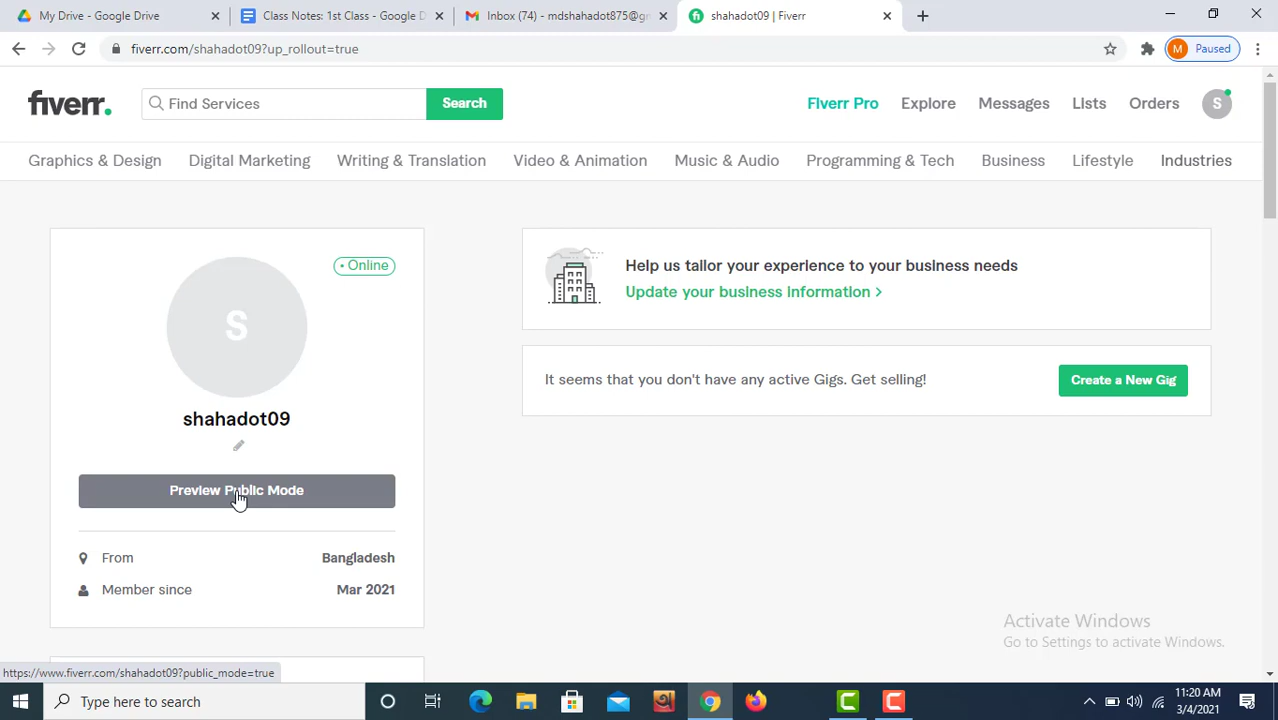 My Drive - Google Drive
Class Notes: 1st Class - Google D
Inbox (74) - mdshahadot875@gm
shahadot09 | Fiverr
fiverr.com/shahadot09?up_rollout=true
M Paused
fiverr.
Find Services
Search
Fiverr Pro
Explore
Messages
Lists
Orders
S
Graphics & Design
Digital Marketing
Writing & Translation
Video & Animation
Music & Audio
Programming & Tech
Business
Lifestyle
Industries
• Online
S
shahadot09
Preview Public Mode
From Bangladesh
Member since Mar 2021
Help us tailor your experience to your business needs
Update your business information >
It seems that you don't have any active Gigs. Get selling!
Create a New Gig
Activate Windows
Go to Settings to activate Windows.
https://www.fiverr.com/shahadot09?public_mode=true
Type here to search
11:20 AM
3/4/2021